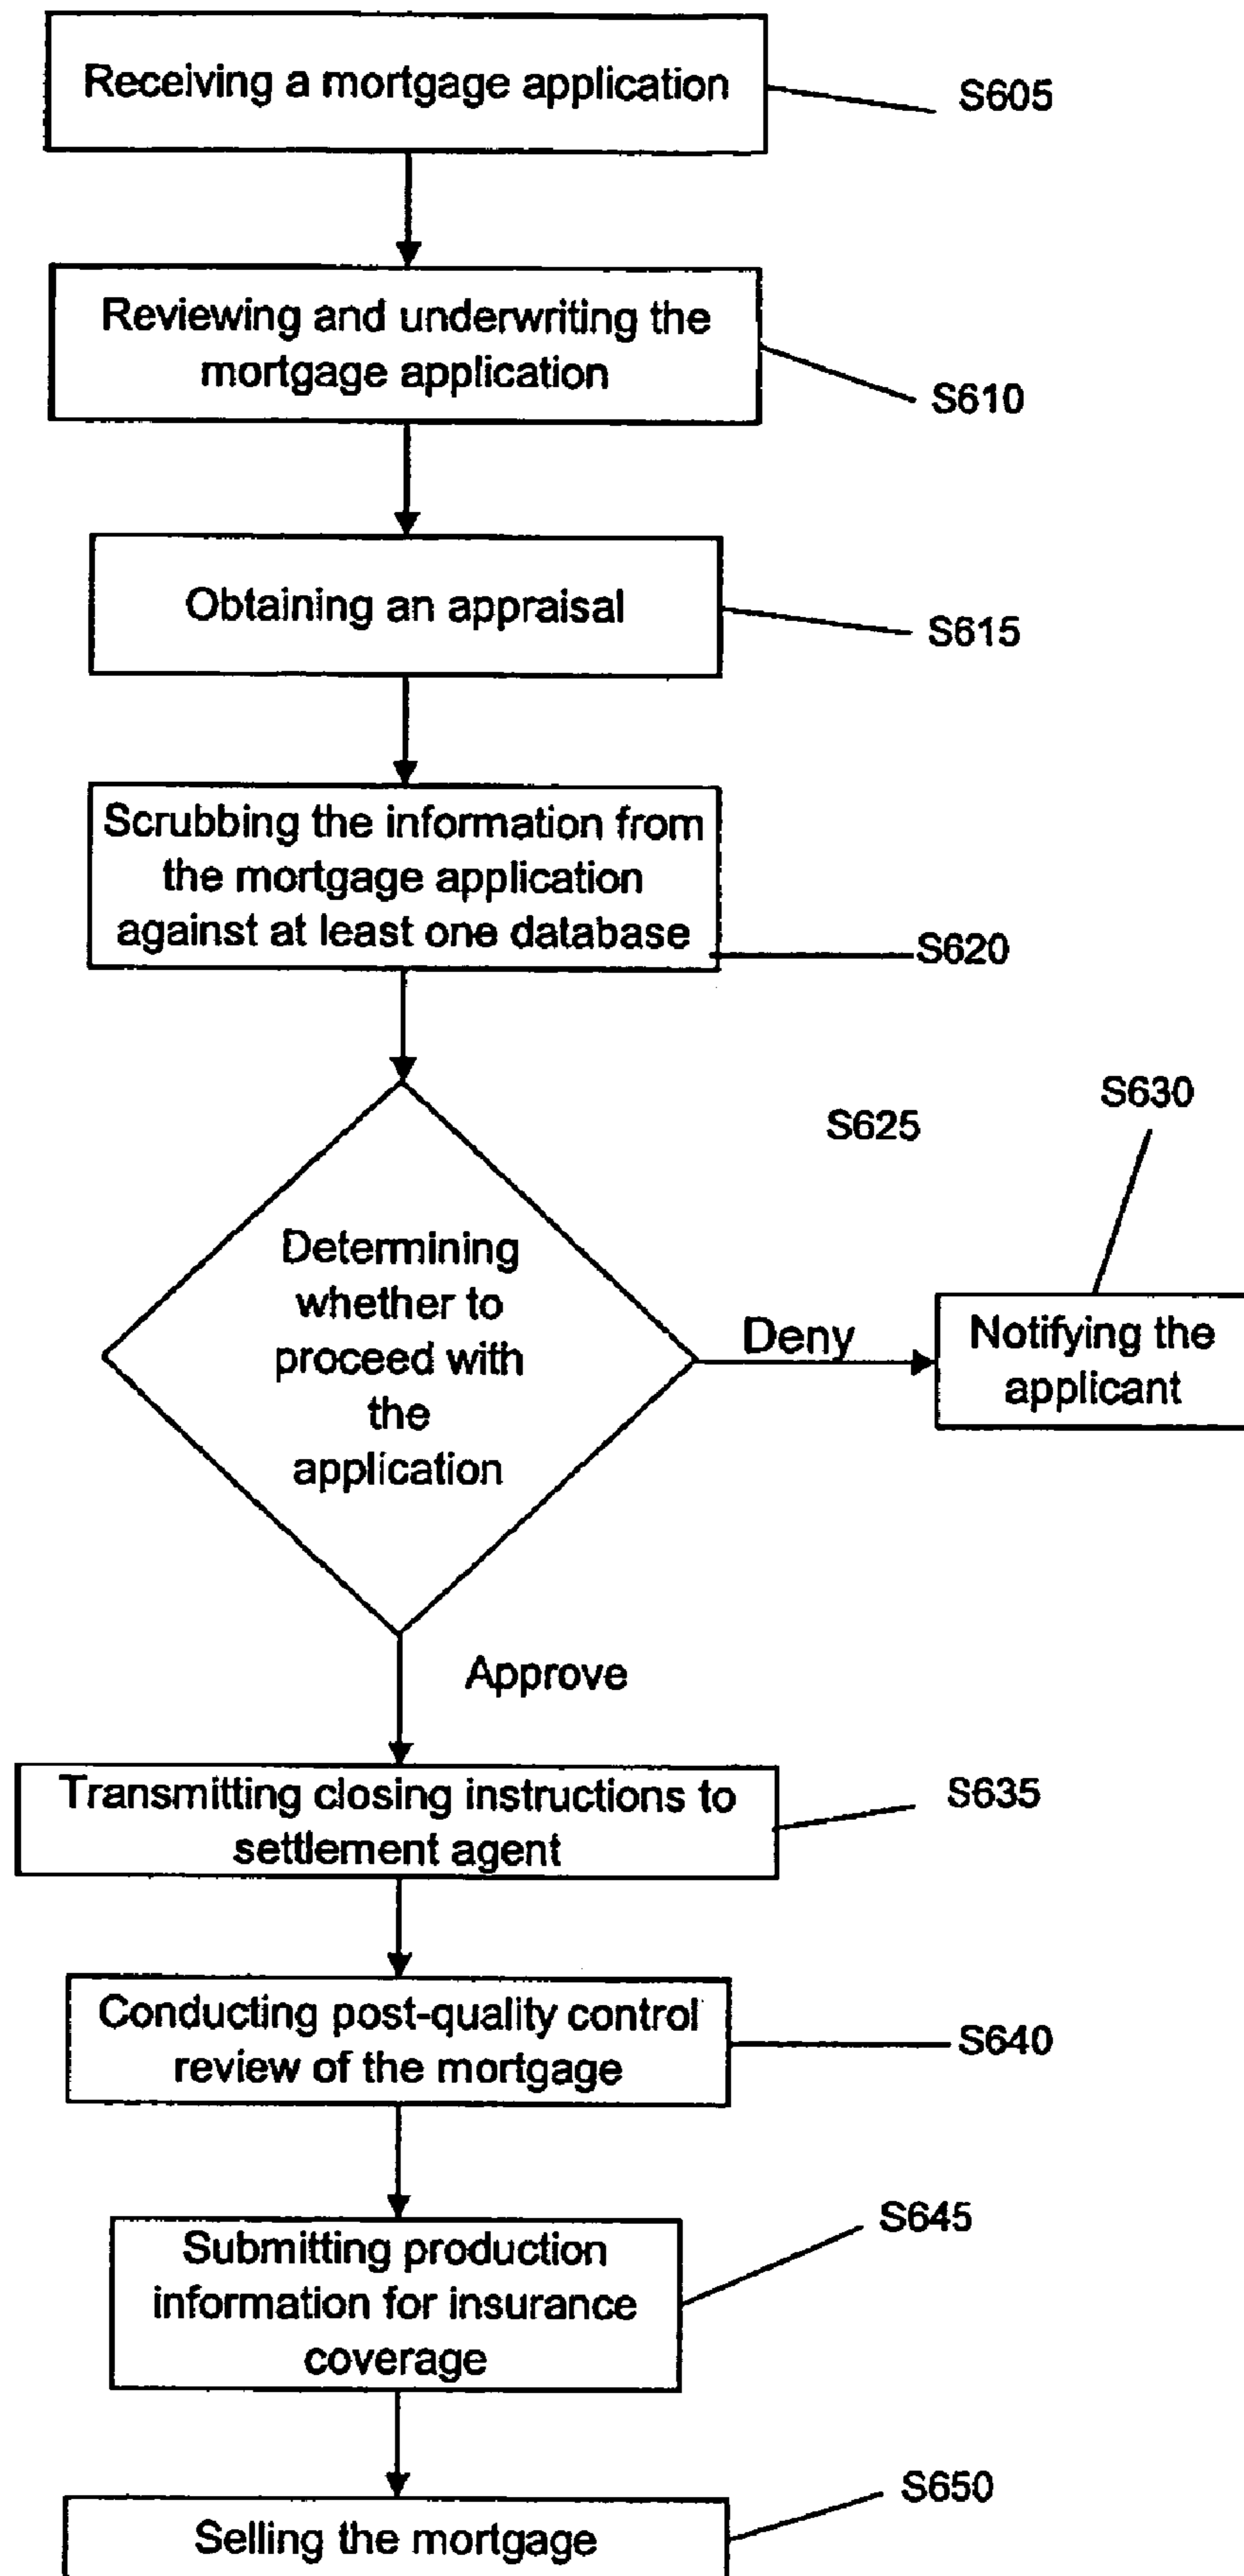 Receiving a mortgage application
S605
Reviewing and underwriting the
mortgage application
S610
Obtaining an appraisal
S615
Scrubbing the information from
the mortgage application
against at least one database
S620
S625
S630
Determining
whether to
proceed with
the
application
Deny
Notifying the
applicant
Approve
Transmitting closing instructions to
settlement agent
S635
Conducting post-quality control
review of the mortgage
S640
Submitting production
information for insurance
coverage
S645
Selling the mortgage
S650